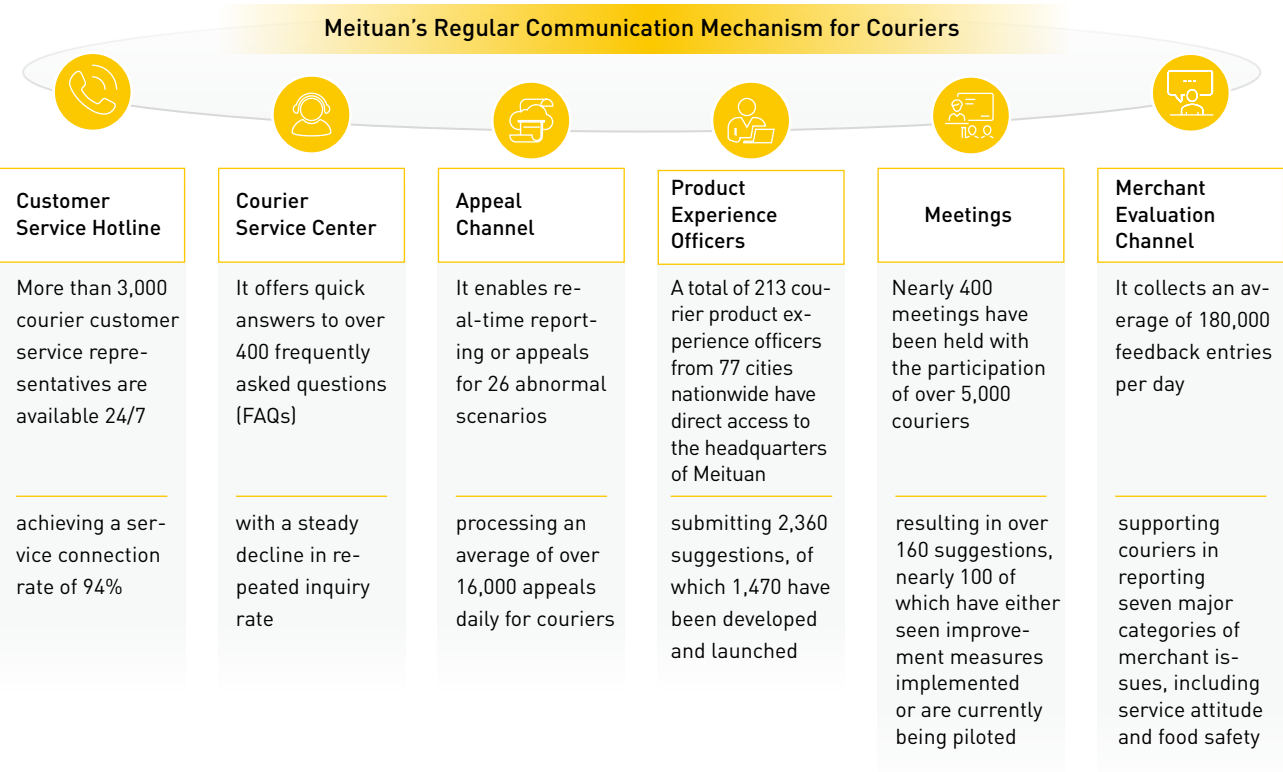 Meituan's Regular Communication Mechanism for Couriers
Customer
Service Hotline
More than 3,000
courier customer
service repre-
sentatives are
available 24/7
achieving a ser-
vice connection
rate of 94%
Courier
Service Center
It offers quick
answers to over
400 frequently
asked questions
(FAQs)
with a steady
decline in re-
peated inquiry
rate
Appeal
Channel
It enables re-
al-time report-
ing or appeals
for 26 abnormal
scenarios
processing an
average of over
16,000 appeals
daily for couriers
Product
Experience
Officers
A total of 213 cou-
rier product ex-
perience officers
from 77 cities
nationwide have
direct access to
the headquarters
of Meituan
submitting 2,360
suggestions, of
which 1,470 have
been developed
and launched
Meetings
Nearly 400
meetings have
been held with
the participation
of over 5,000
couriers
resulting in over
160 suggestions,
nearly 100 of
which have either
seen improve-
ment measures
implemented
or are currently
being piloted
Merchant
Evaluation
Channel
It collects an av-
erage of 180,000
feedback entries
per day
supporting
couriers in
reporting
seven major
categories of
merchant is-
sues, including
service attitude
and food safety